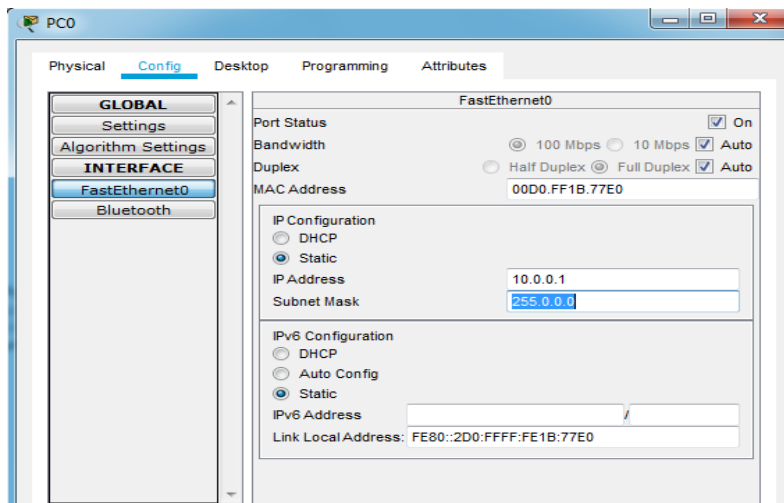 PC0
Physical Config Desktop Programming Attributes
GLOBAL
Settings
Algorithm Settings
INTERFACE
FastEthernet0
Bluetooth
FastEthernet0
Port Status On
Bandwidth 100 Mbps 10 Mbps Auto
Duplex Half Duplex Full Duplex Auto
MAC Address 00D0.FF1B.77E0
IP Configuration
DHCP
Static
IP Address 10.0.0.1
Subnet Mask 255.0.0.0
IPv6 Configuration
DHCP
Auto Config
Static
IPv6 Address /
Link Local Address: FE80::2D0:FFFF:FE1B:77E0